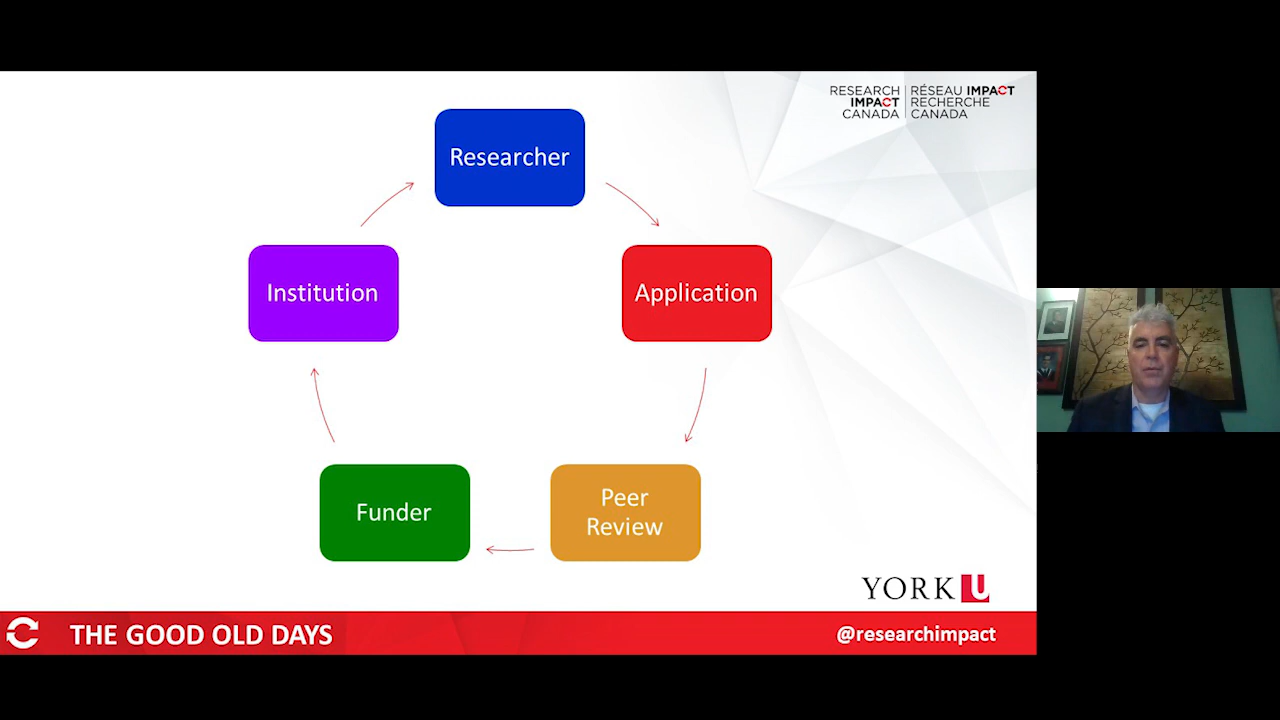 RESEARCH
IMPACT
CANADA
RÉSEAU IMPACT
RECHERCHE
CANADA
Researcher
Institution
Application
Funder
Peer
Review
YORK U
THE GOOD OLD DAYS
@researchimpact